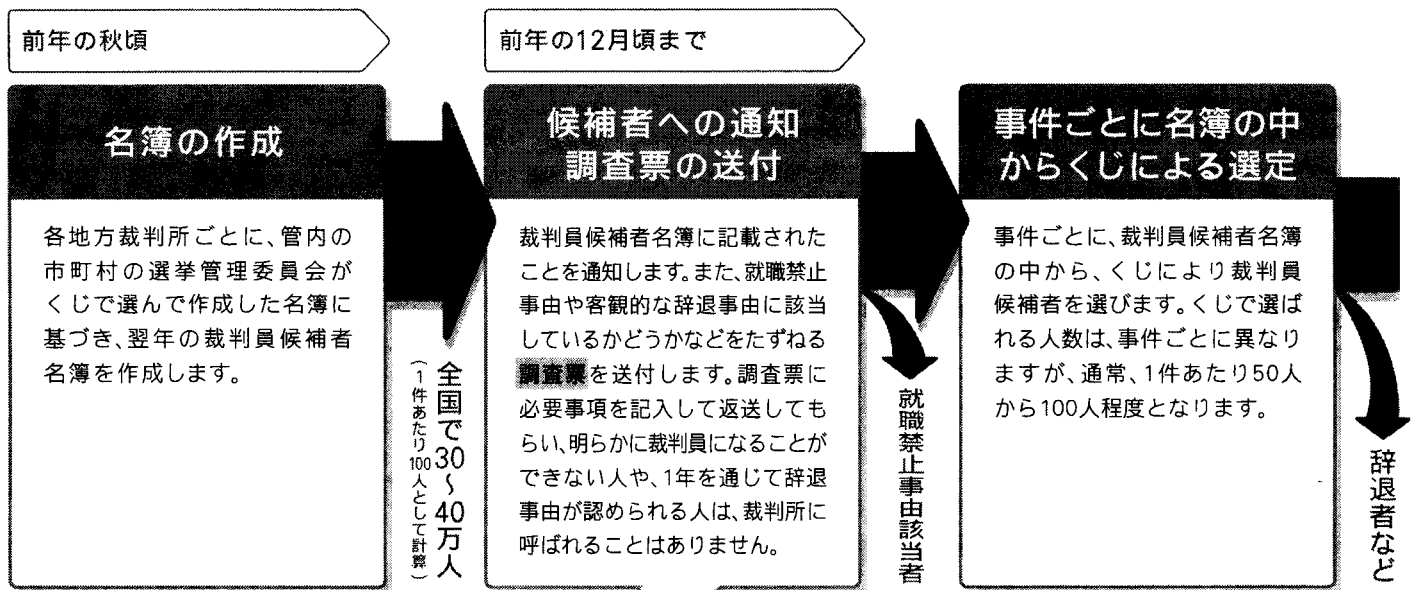 前年の秋頃
名簿の作成
各地方裁判所ごとに、管内の
市町村の選挙管理委員会が
くじで選んで作成した名簿に
基づき、翌年の裁判員候補者
名簿を作成します。
全国で30~40万人
(1件あたり100人として計算)
前年の12月頃まで
候補者への通知
調査票の送付
裁判員候補者名簿に記載された
ことを通知します。また、就職禁止
事由や客観的な辞退事由に該当
しているかどうかなどをたずねる
調査票を送付します。調査票に
必要事項を記入して返送しても
らい、明らかに裁判員になることが
できない人や、1年を通じて辞退
事由が認められる人は、裁判所に
呼ばれることはありません。
就職禁止事由該当者
事件ごとに名簿の中
からくじによる選定
事件ごとに、裁判員候補者名簿
の中から、くじにより裁判員
候補者を選びます。くじで選ば
れる人数は、事件ごとに異なり
ますが、通常、1件あたり50人
から100人程度となります。
辞退者など